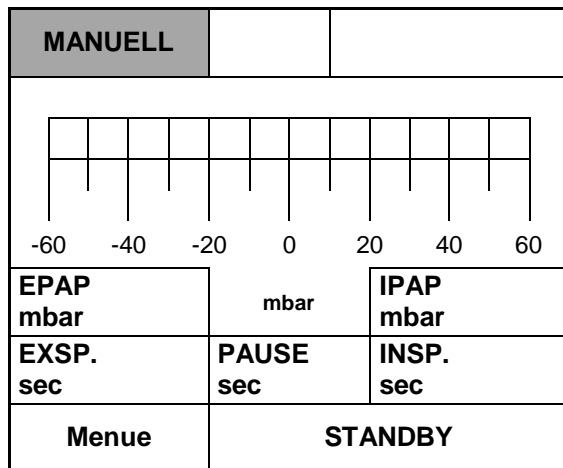 MANUELL
-60 -40 -20 0 20 40 60
EPAP mbar IPAP
mbar mbar
EXSP. PAUSE INSP.
sec sec sec
Menue STANDBY